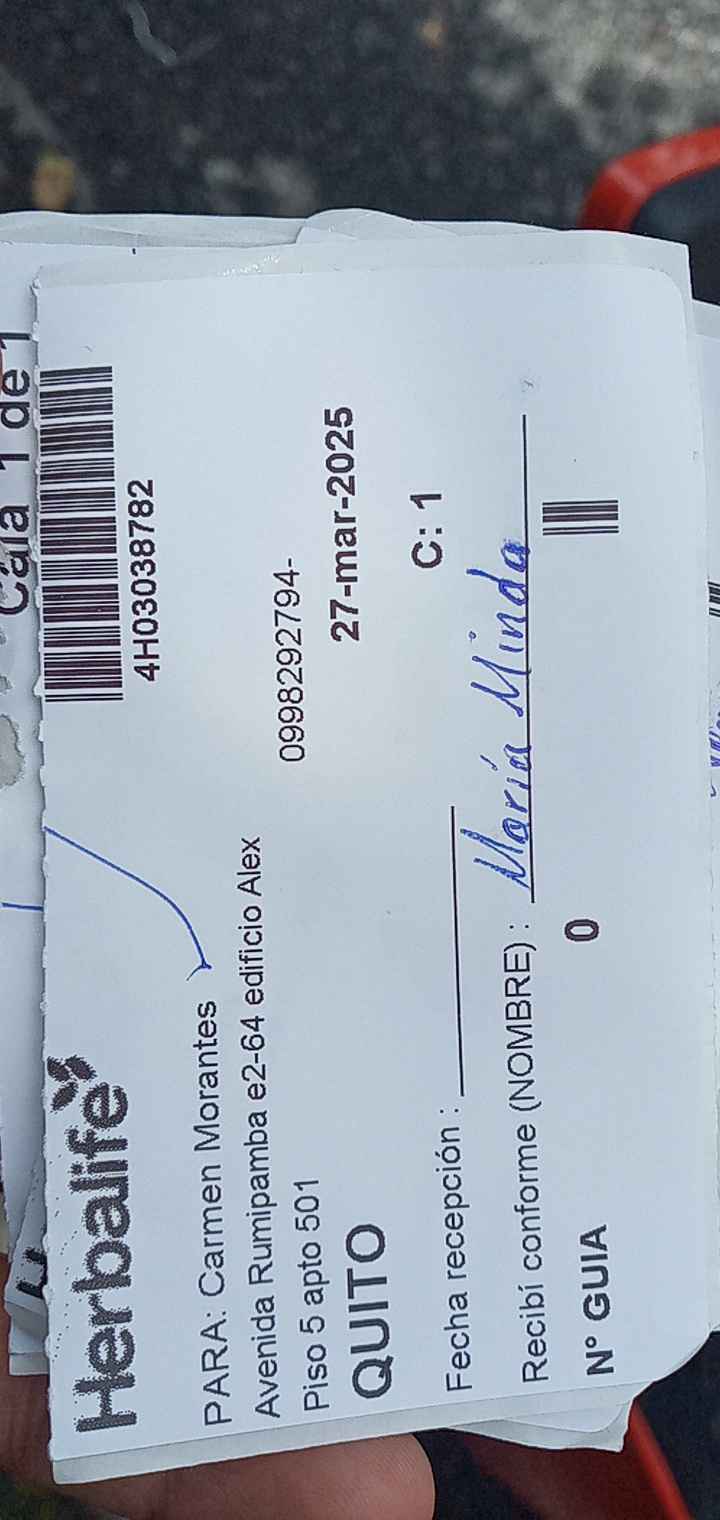 Caja 1 de 1
Herbalife
4H03038782
PARA: Carmen Morantes
Avenida Rumipamba e2-64 edificio Alex
Piso 5 apto 501
0998292794-
QUITO
27-mar-2025
Fecha recepción :
C: 1
Recibí conforme (NOMBRE) : María Minda
N° GUIA
0